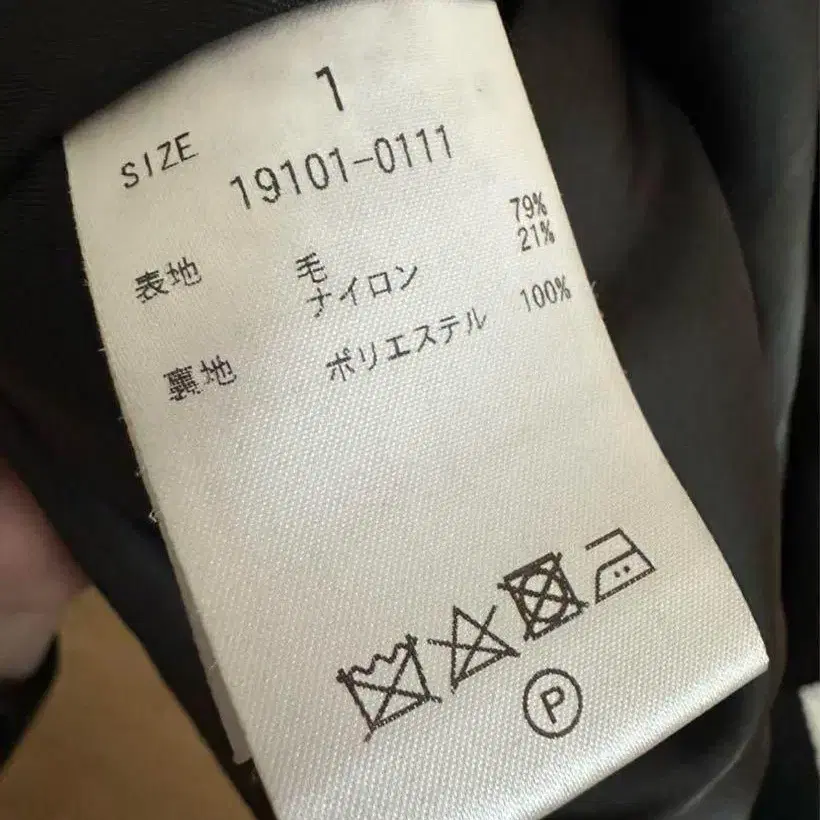 SIZE 1
19101-0111
表地 毛 79%
ナイロン 21%
裏地 ポリエステル 100%
P